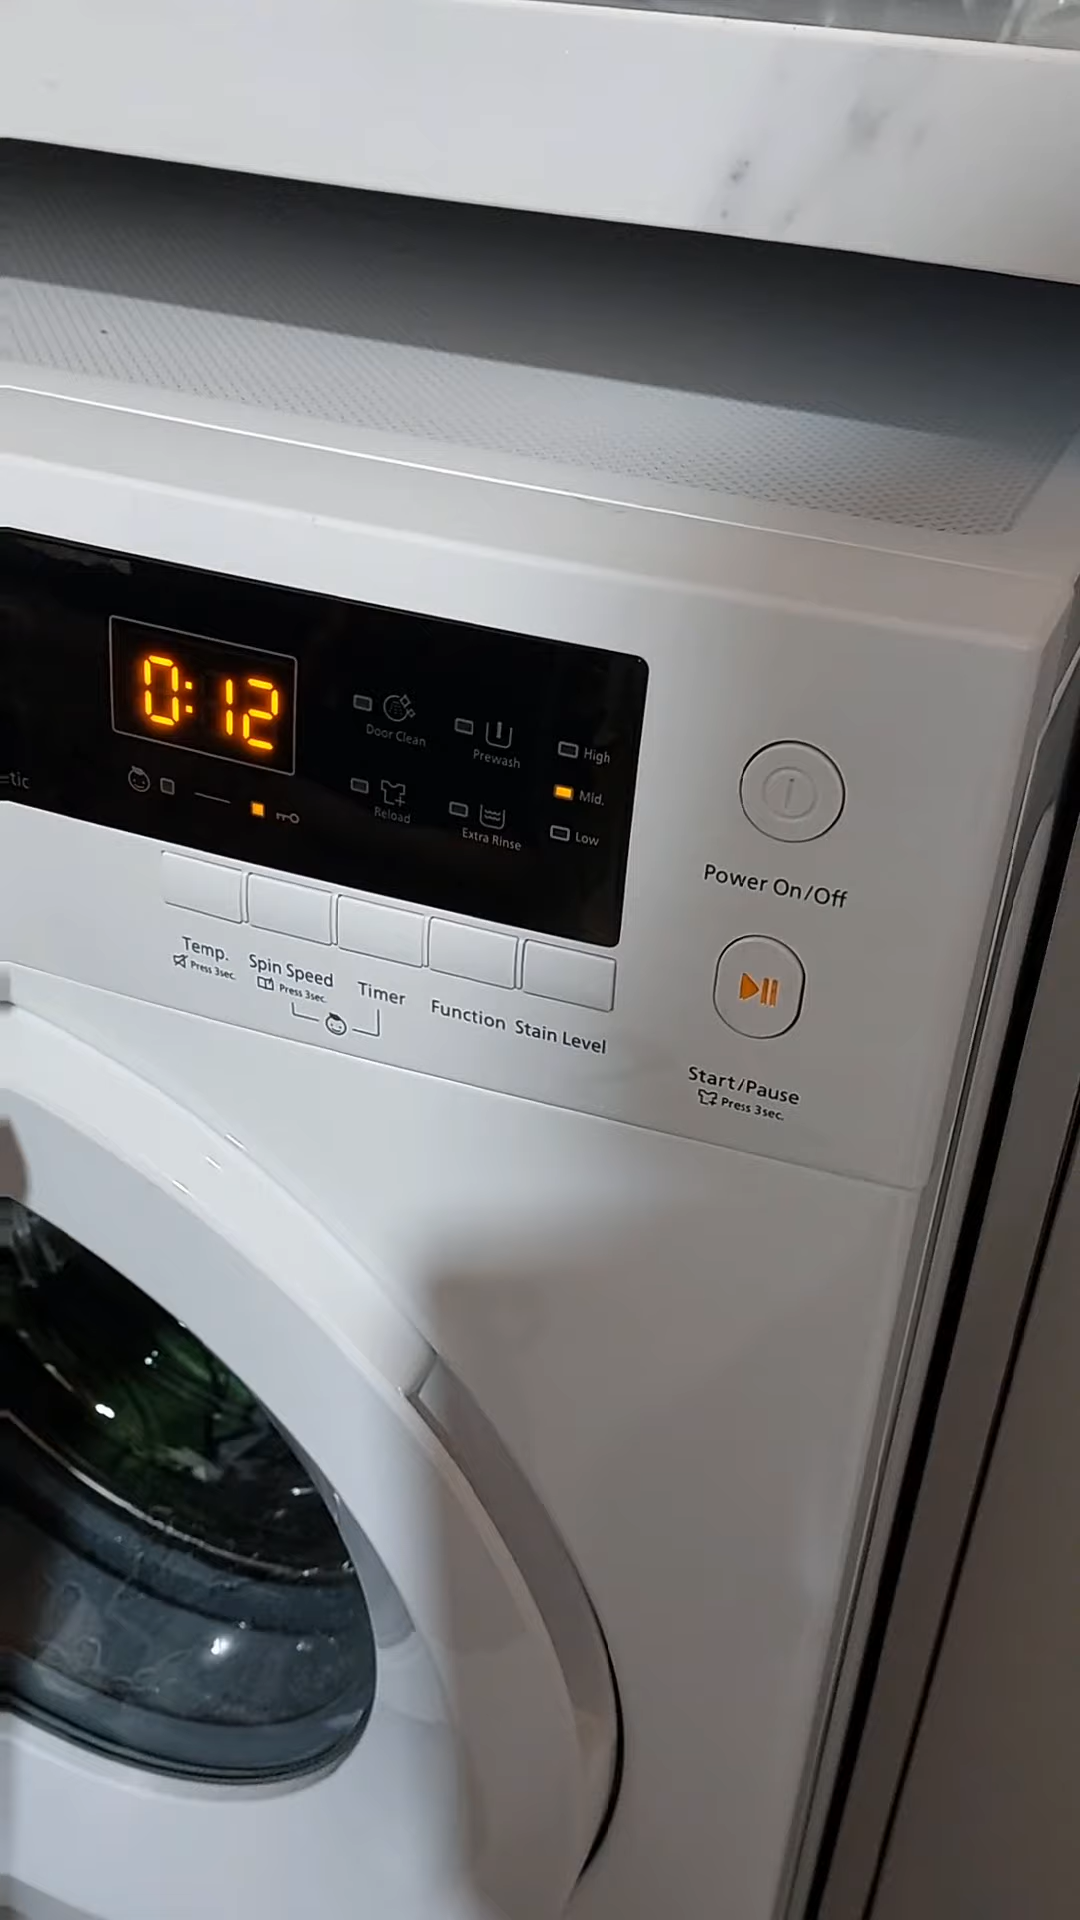 0:12
Door Clean
Prewash
High
Mid.
Reload
Extra Rinse
Low
tic
Temp.
Press 3sec.
Spin Speed
Press 3sec.
Timer
Function
Stain Level
Power On/Off
Start/Pause
Press 3sec.